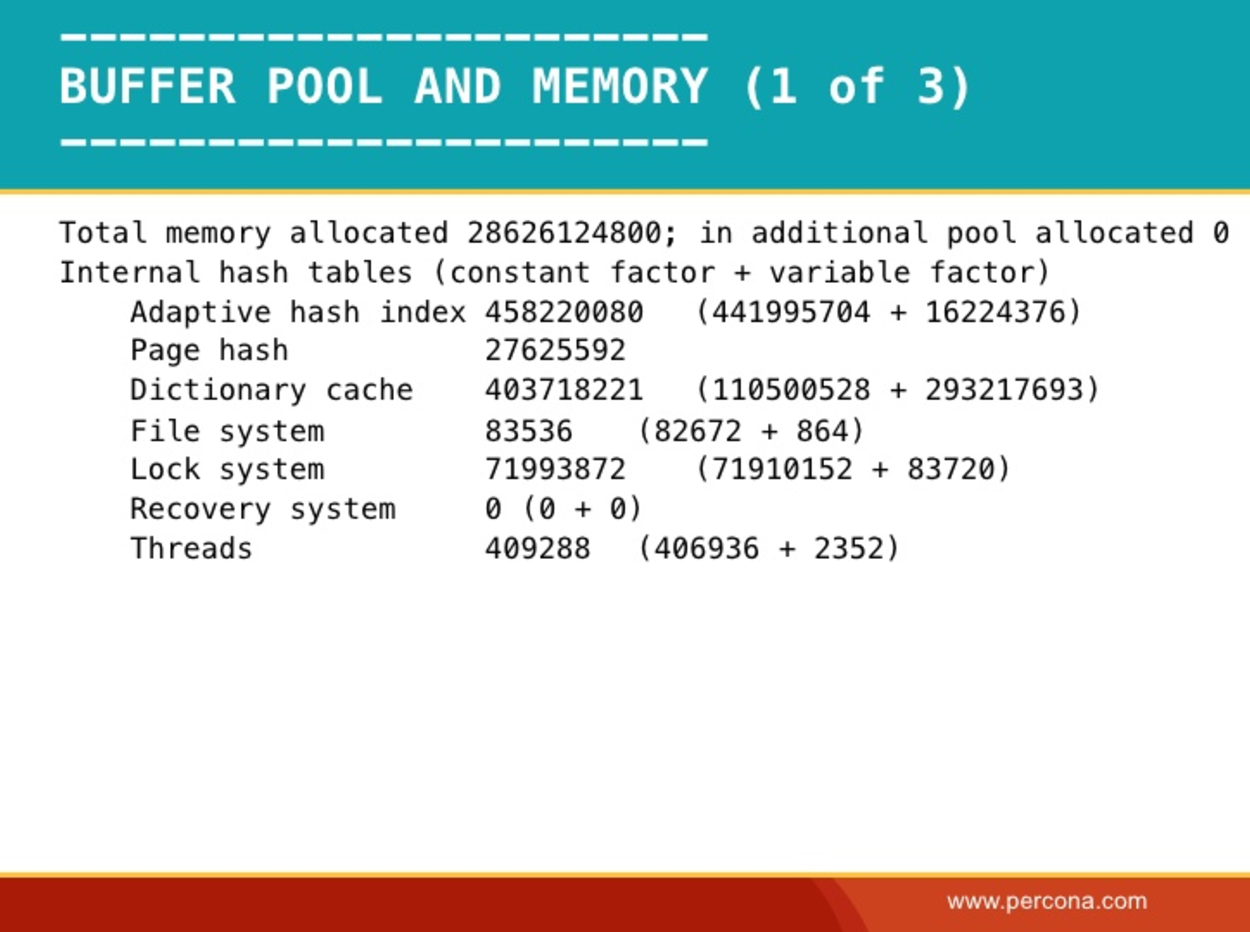 ----------------------
BUFFER POOL AND MEMORY (1 of 3)
----------------------
Total memory allocated 28626124800; in additional pool allocated 0
Internal hash tables (constant factor + variable factor)
    Adaptive hash index 458220080   (441995704 + 16224376)
    Page hash           27625592
    Dictionary cache    403718221   (110500528 + 293217693)
    File system         83536    (82672 + 864)
    Lock system         71993872    (71910152 + 83720)
    Recovery system     0 (0 + 0)
    Threads             409288   (406936 + 2352)
www.percona.com